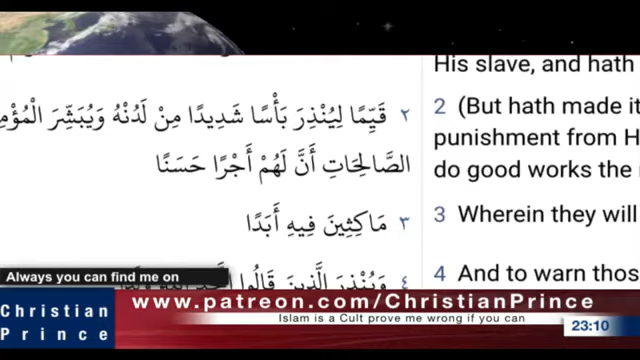 His slave, and hath
٢ قَيِّمًا لِيُنْذِرَ بَأْسًا شَدِيدًا مِنْ لَدُنْهُ وَيُبَشِّرَ
الصَّالِحَاتِ أَنَّ لَهُمْ أَجْرًا حَسَنًا
٣ مَاكِثِينَ فِيهِ أَبَدًا
٤ وَيُنْذِرَ الَّذِينَ قَالُوا
2 (But hath made it
punishment from H
do good works the
3 Wherein they will
4 And to warn thos
Always you can find me on
Christian
Prince
www.patreon.com/ChristianPrince
Islam is a Cult prove me wrong if you can
23:10